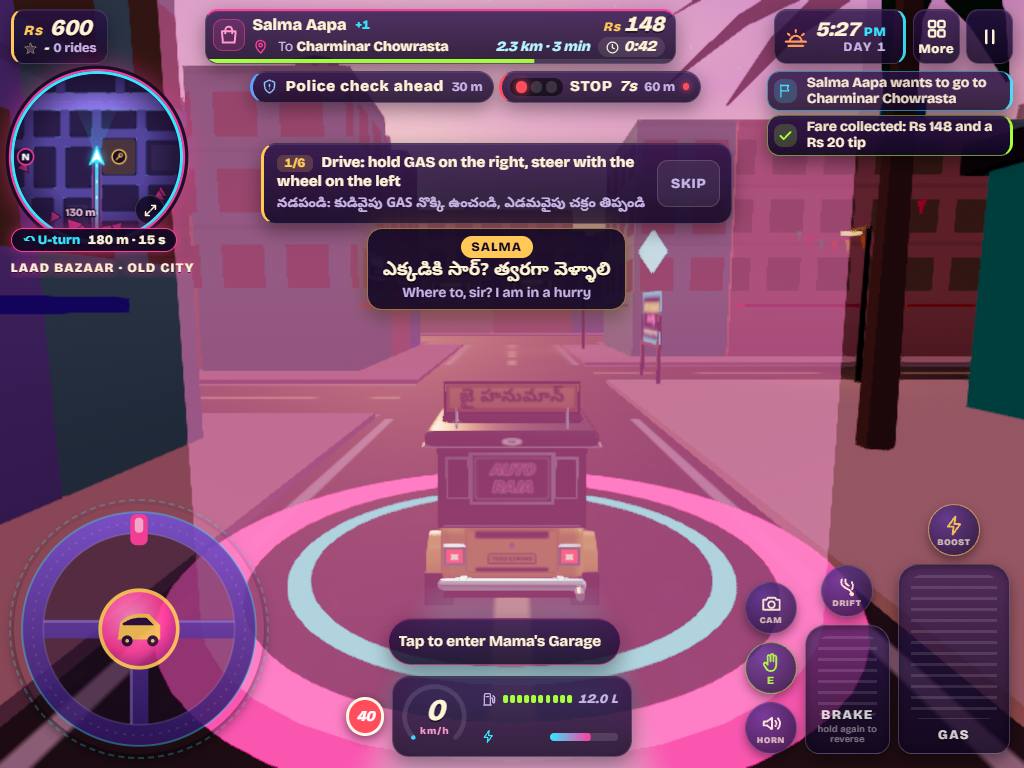 Rs 600
- 0 rides
Salma Aapa +1
Rs 148
To Charminar Chowrasta
2.3 km · 3 min
0:42
5:27 PM
DAY 1
More
Police check ahead 30 m
STOP 7s 60 m
Salma Aapa wants to go to
Charminar Chowrasta
Fare collected: Rs 148 and a
Rs 20 tip
1/6 Drive: hold GAS on the right, steer with the
wheel on the left
నడపండి: కుడివైపు GAS నొక్కి ఉంచండి, ఎడమవైపు చక్రం తిప్పండి
SKIP
N
130 m
U-turn 180 m · 15 s
LAAD BAZAAR · OLD CITY
SALMA
ఎక్కడికి సార్? త్వరగా వెళ్ళాలి
Where to, sir? I am in a hurry
జై హనుమాన్
AUTO
RAJA
Tap to enter Mama's Garage
40
0
km/h
12.0 L
BOOST
CAM
DRIFT
E
HORN
BRAKE
hold again to
reverse
GAS